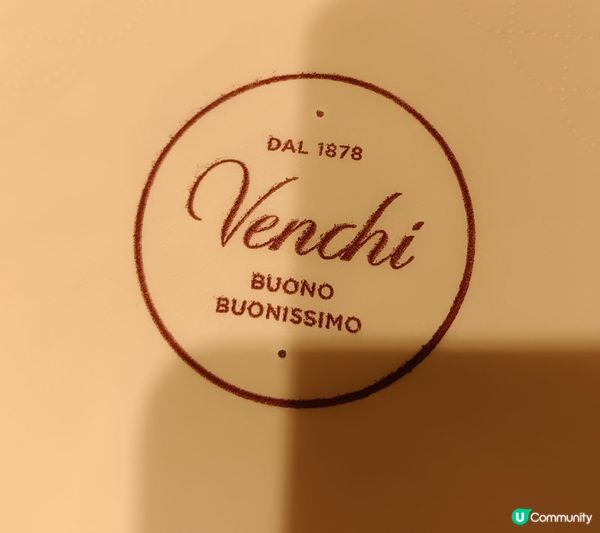 DAL 1878
Venchi
BUONO
BUONISSIMO
U Community